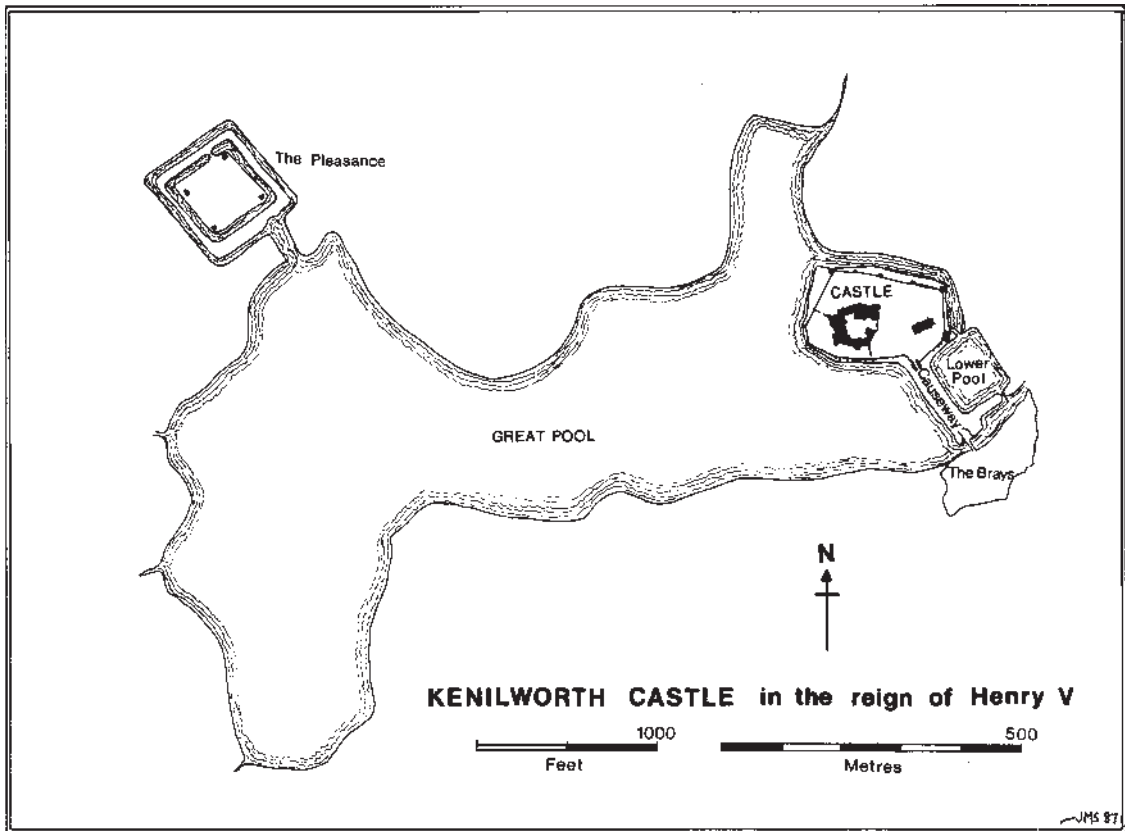 The Pleasance
CASTLE
Lower
Pool
Causeway
GREAT POOL
The Brays
N
KENILWORTH CASTLE in the reign of Henry V
1000
500
Feet
Metres
JMS 87